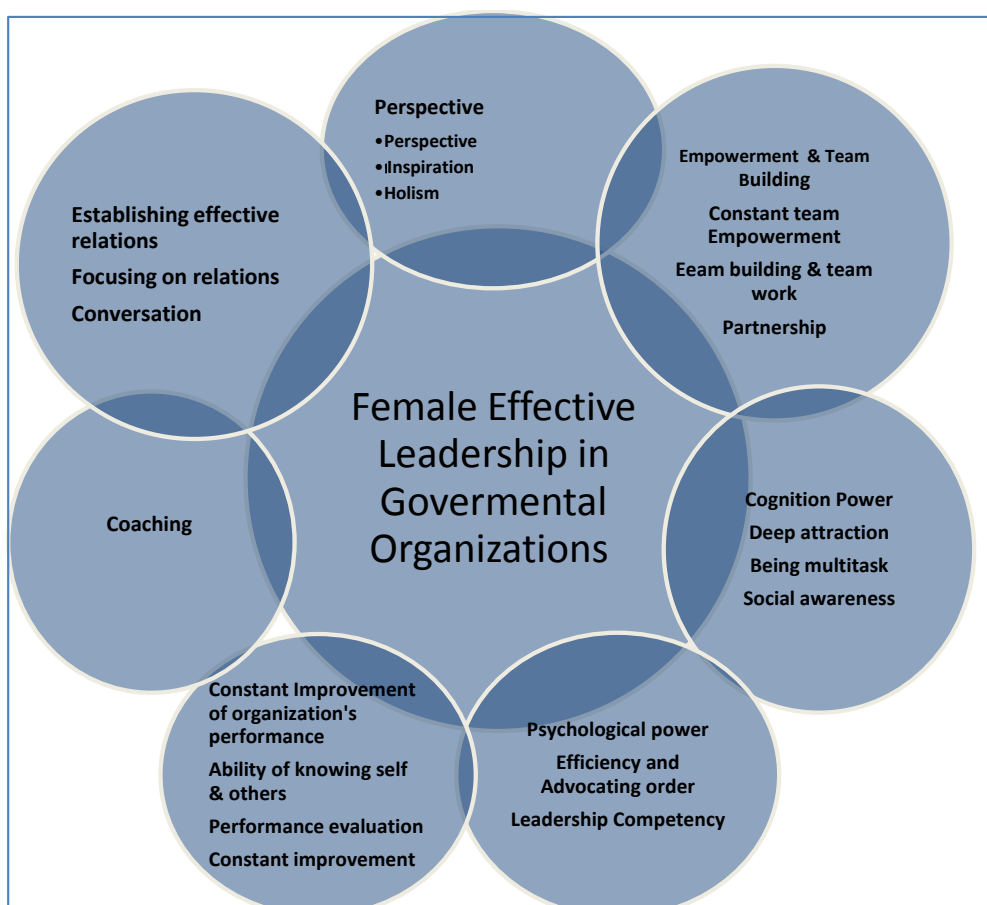 Perspective
•Perspective
•Inspiration
•Holism
Empowerment & Team
Building
Constant team
Empowerment
Eeam building & team
work
Partnership
Cognition Power
Deep attraction
Being multitask
Social awareness
Psychological power
Efficiency and
Advocating order
Leadership Competency
Constant Improvement
of organization's
performance
Ability of knowing self
& others
Performance evaluation
Constant improvement
Coaching
Establishing effective
relations
Focusing on relations
Conversation
Female Effective
Leadership in
Govermental
Organizations